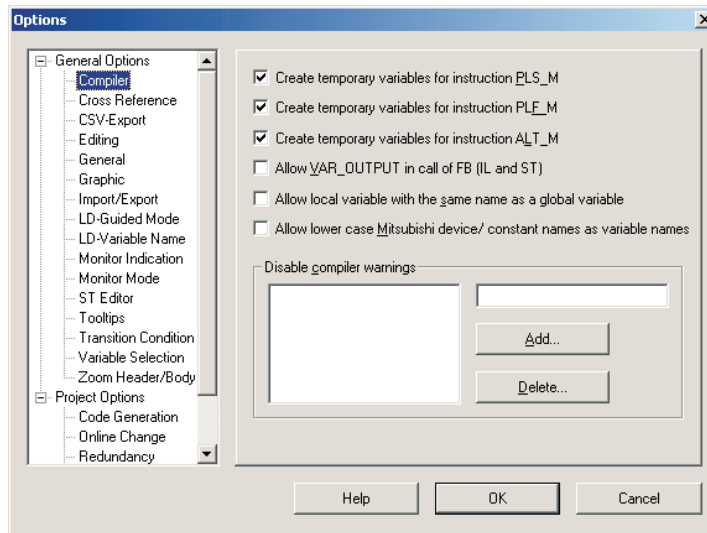 Options
General Options
Compiler
Cross Reference
CSV-Export
Editing
General
Graphic
Import/Export
LD-Guided Mode
LD-Variable Name
Monitor Indication
Monitor Mode
ST Editor
Tooltips
Transition Condition
Variable Selection
Zoom Header/Body
Project Options
Code Generation
Online Change
Redundancy
Create temporary variables for instruction PLS_M
Create temporary variables for instruction PLF_M
Create temporary variables for instruction ALT_M
Allow VAR_OUTPUT in call of FB (IL and ST)
Allow local variable with the same name as a global variable
Allow lower case Mitsubishi device/ constant names as variable names
Disable compiler warnings
Add...
Delete...
Help
OK
Cancel